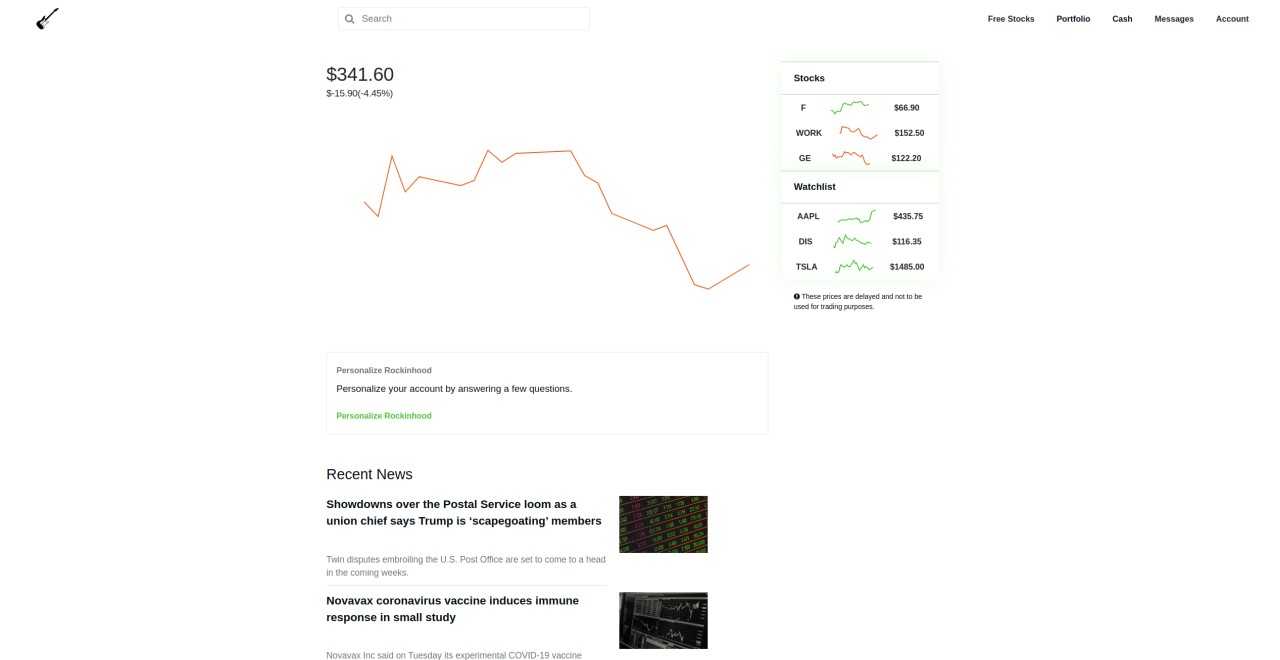 Search
Free Stocks
Portfolio
Cash
Messages
Account
$341.60
$-15.90(-4.45%)
Stocks
F $66.90
WORK $152.50
GE $122.20
Watchlist
AAPL $435.75
DIS $116.35
TSLA $1485.00
These prices are delayed and not to be
used for trading purposes.
Personalize Rockinhood
Personalize your account by answering a few questions.
Personalize Rockinhood
Recent News
Showdowns over the Postal Service loom as a
union chief says Trump is ‘scapegoating’ members
Twin disputes embroiling the U.S. Post Office are set to come to a head
in the coming weeks.
Novavax coronavirus vaccine induces immune
response in small study
Novavax Inc said on Tuesday its experimental COVID-19 vaccine